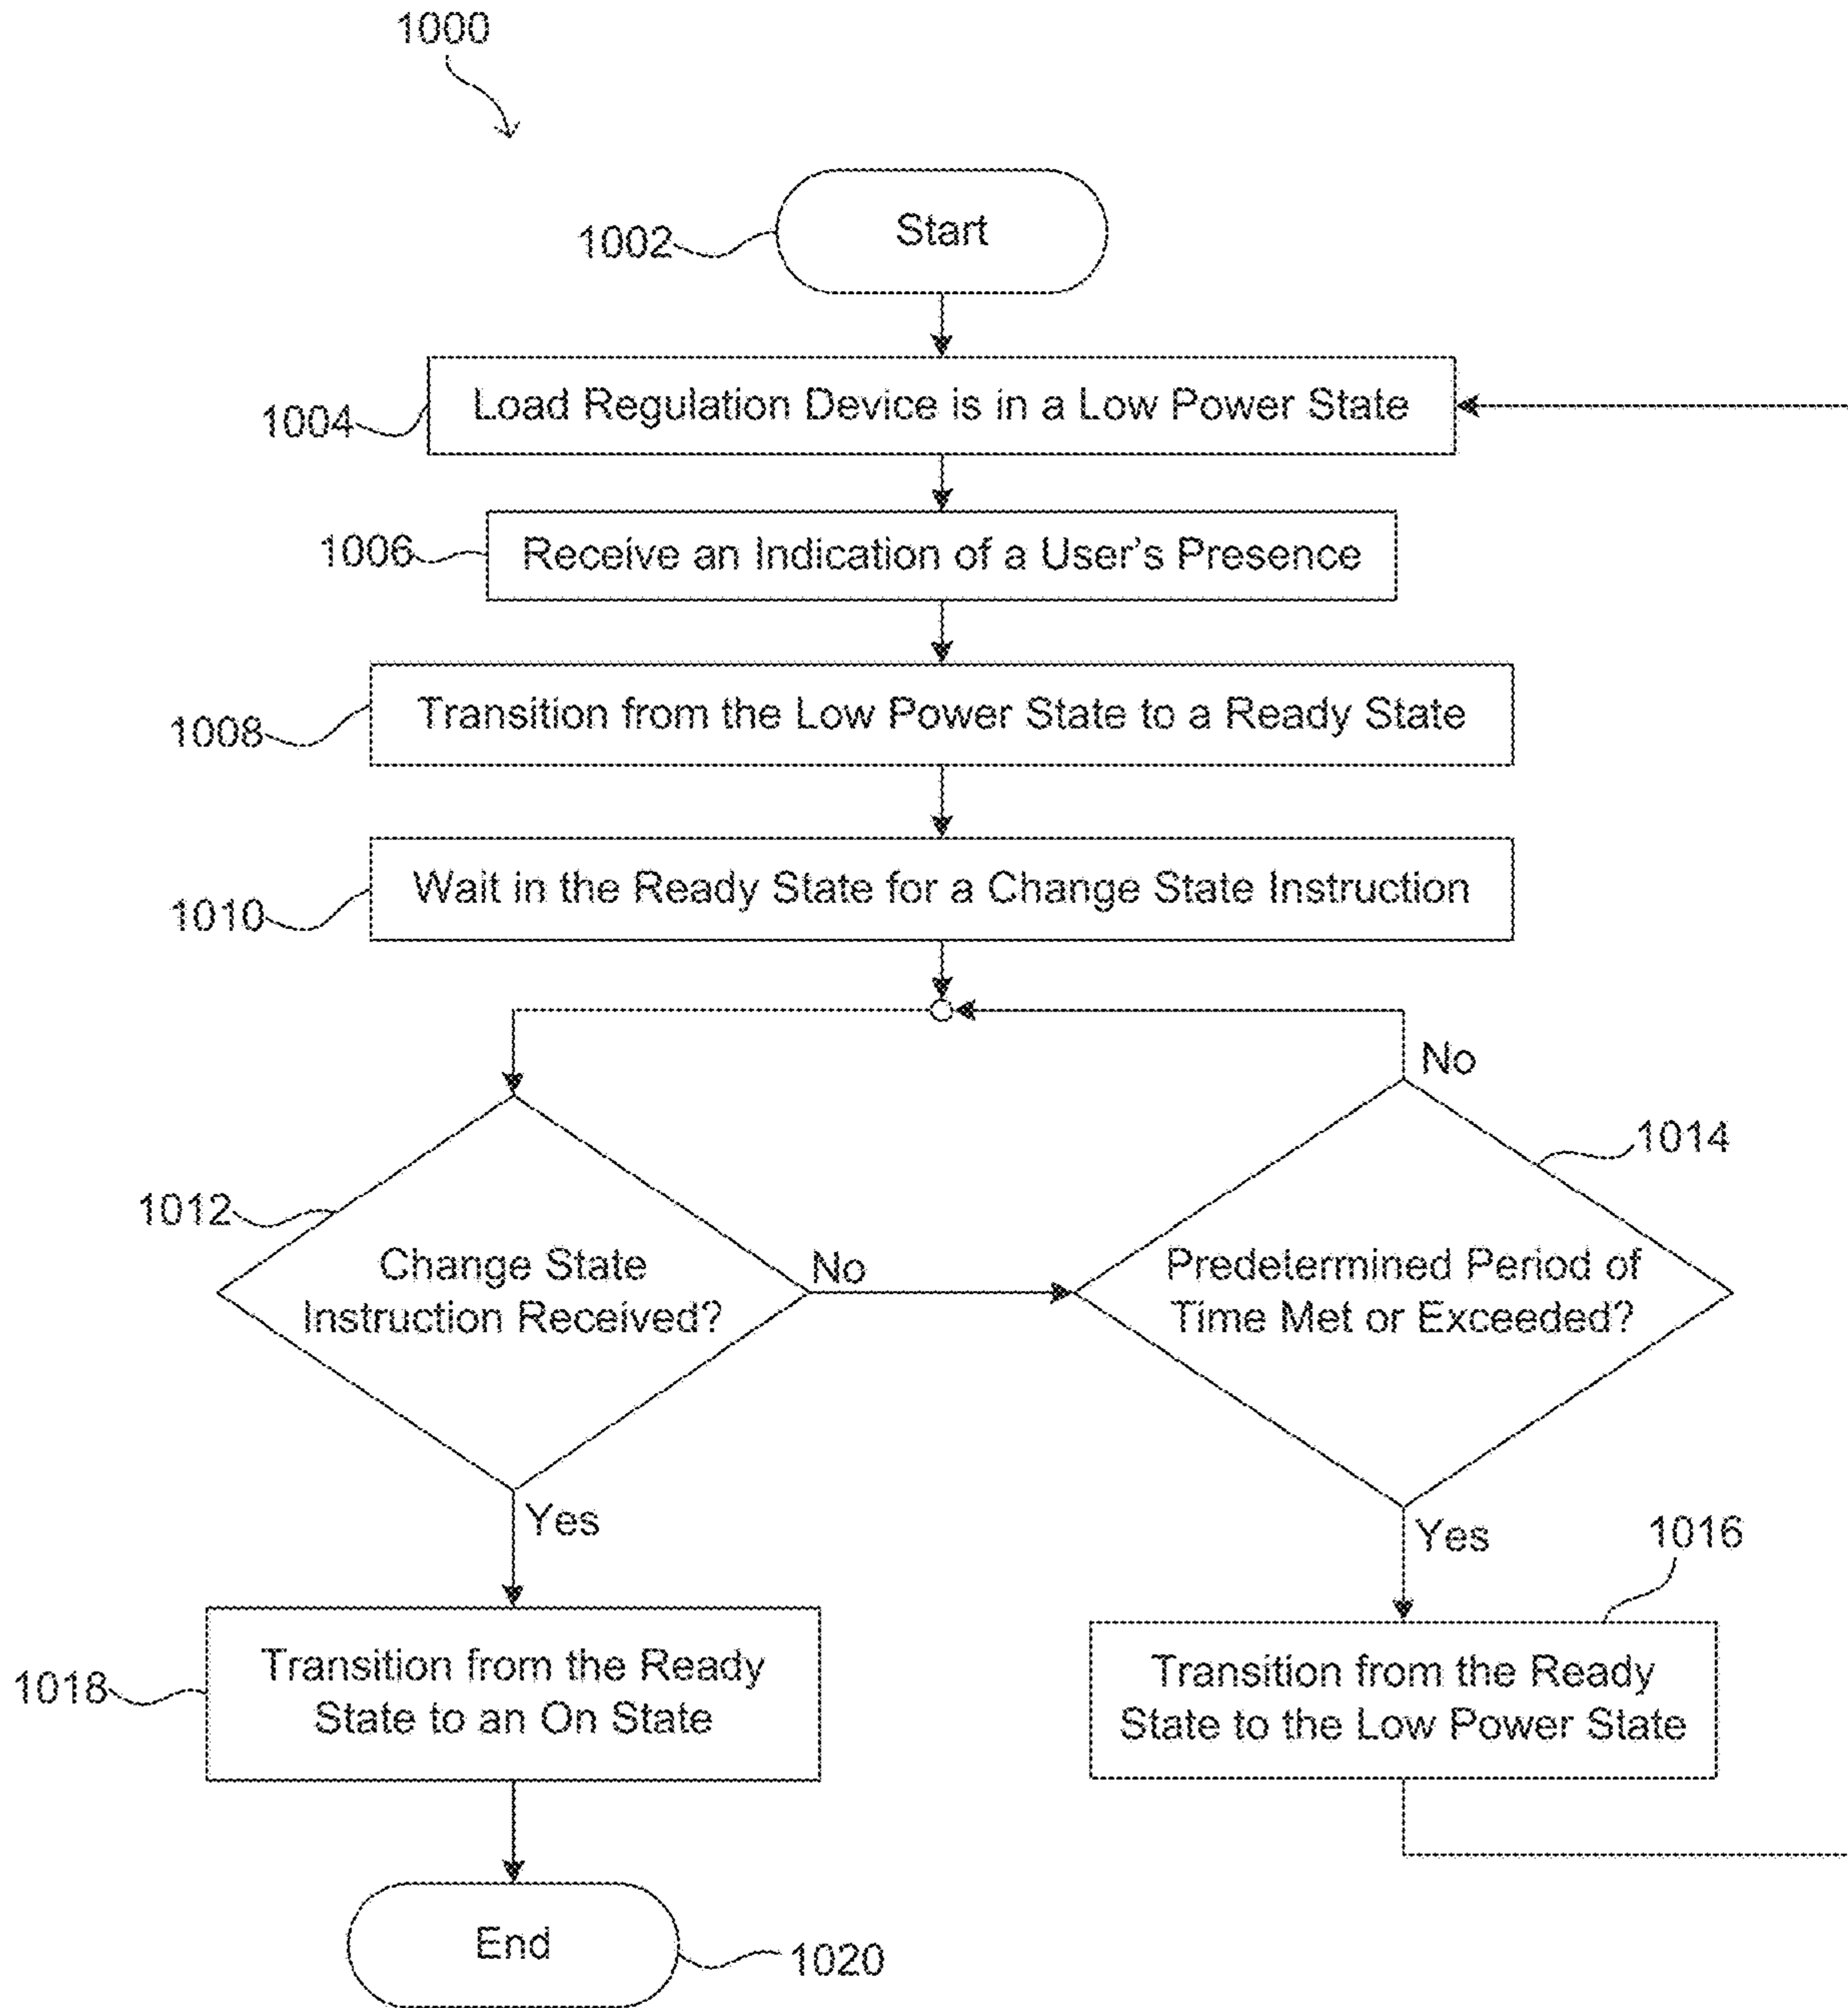 1000
Start
1002
Load Regulation Device is in a Low Power State
1004
Receive an Indication of a User's Presence
1006
Transition from the Low Power State to a Ready State
1008
Wait in the Ready State for a Change State Instruction
1010
No
1014
1012
Change State
Instruction Received?
No
Predetermined Period of
Time Met or Exceeded?
Yes
Yes
1016
Transition from the Ready
State to an On State
1018
Transition from the Ready
State to the Low Power State
End
1020